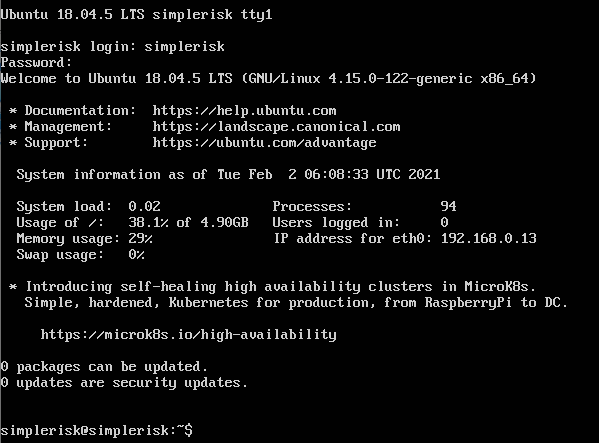 Ubuntu 18.04.5 LTS simplerisk tty1
simplerisk login: simplerisk
Password:
Welcome to Ubuntu 18.04.5 LTS (GNU/Linux 4.15.0-122-generic x86_64)
* Documentation:  https://help.ubuntu.com
* Management:     https://landscape.canonical.com
* Support:        https://ubuntu.com/advantage
System information as of Tue Feb  2 06:08:33 UTC 2021
System load:  0.02              Processes:           94
Usage of /:   38.1% of 4.90GB   Users logged in:     0
Memory usage: 29%               IP address for eth0: 192.168.0.13
Swap usage:   0%
* Introducing self-healing high availability clusters in MicroK8s.
Simple, hardened, Kubernetes for production, from RaspberryPi to DC.
https://microk8s.io/high-availability
0 packages can be updated.
0 updates are security updates.
simplerisk@simplerisk:~$